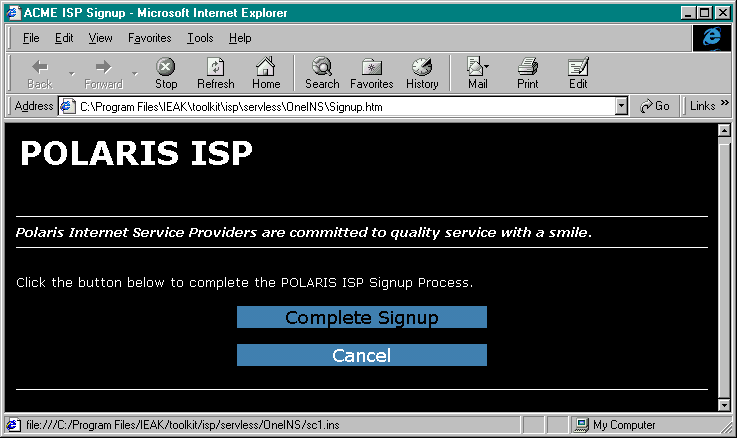 ACME ISP Signup - Microsoft Internet Explorer
File Edit View Favorites Tools Help
Back Forward Stop Refresh Home Search Favorites History Mail Print Edit
Address C:\Program Files\IEAK\toolkit\isp\servless\OneINS\Signup.htm Go Links »
POLARIS ISP
Polaris Internet Service Providers are committed to quality service with a smile.
Click the button below to complete the POLARIS ISP Signup Process.
Complete Signup
Cancel
file:///C:/Program Files/IEAK/toolkit/isp/servless/OneINS/sc1.ins My Computer